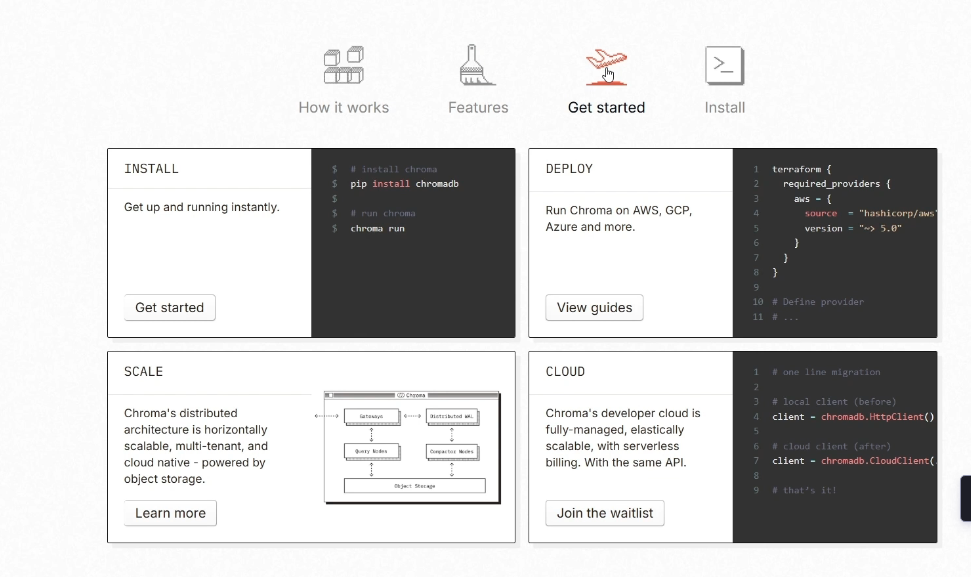 How it works
Features
Get started
Install
INSTALL
Get up and running instantly.
Get started
$ # install chroma
$ pip install chromadb
$
$ # run chroma
$ chroma run
DEPLOY
Run Chroma on AWS, GCP,
Azure and more.
View guides
1 terraform {
2 required_providers {
3 aws = {
4 source = "hashicorp/aws"
5 version = "~> 5.0"
6 }
7 }
8 }
9
10 # Define provider
11 # ...
SCALE
Chroma's distributed
architecture is horizontally
scalable, multi-tenant, and
cloud native - powered by
object storage.
Learn more
Chroma
Gateways
Distributed WAL
Query Nodes
Compactor Nodes
Object Storage
CLOUD
Chroma's developer cloud is
fully-managed, elastically
scalable, with serverless
billing. With the same API.
Join the waitlist
1 # one line migration
2
3 # local client (before)
4 client = chromadb.HttpClient()
5
6 # cloud client (after)
7 client = chromadb.CloudClient(
8
9 # that's it!